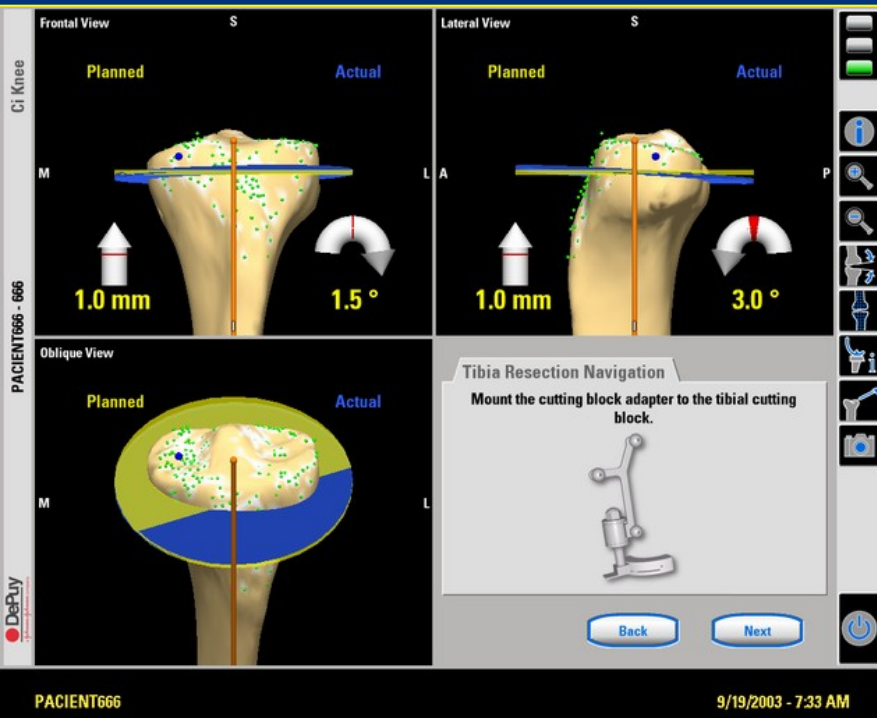 Ci Knee
PACIENT666 - 666
DePuy
Frontal View
S
Planned
Actual
M
L
1.0 mm
1.5 °
Lateral View
S
Planned
Actual
A
P
1.0 mm
3.0 °
Oblique View
Planned
Actual
M
L
Tibia Resection Navigation
Mount the cutting block adapter to the tibial cutting
block.
Back
Next
PACIENT666
9/19/2003 - 7:33 AM